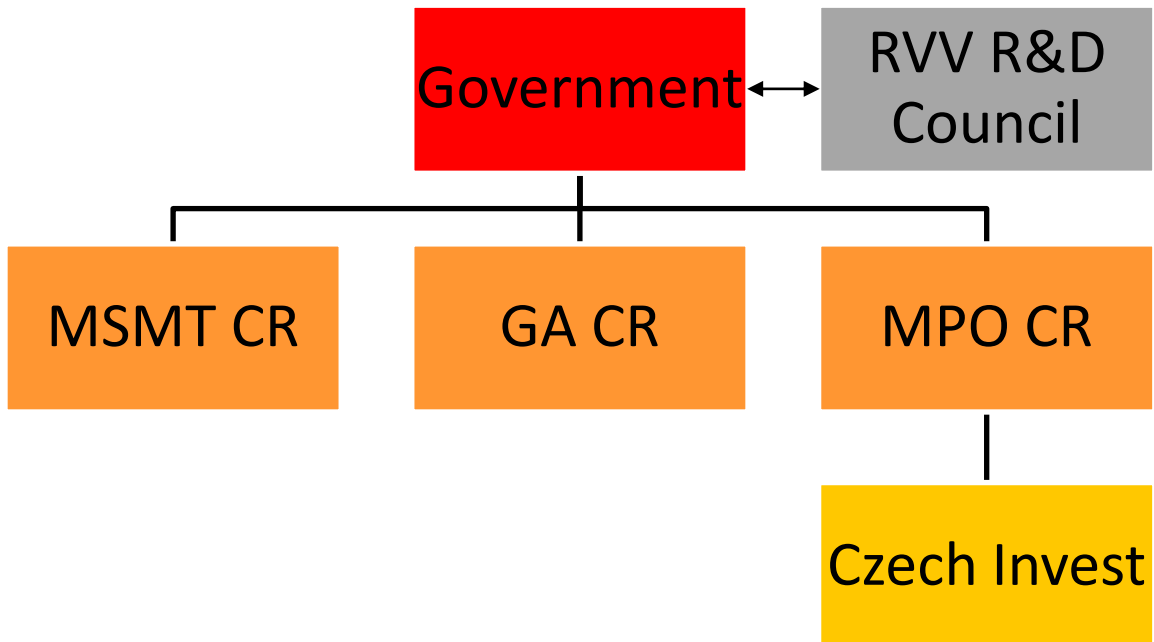 Government
RVV R&D
Council
MSMT CR
GA CR
MPO CR
Czech Invest